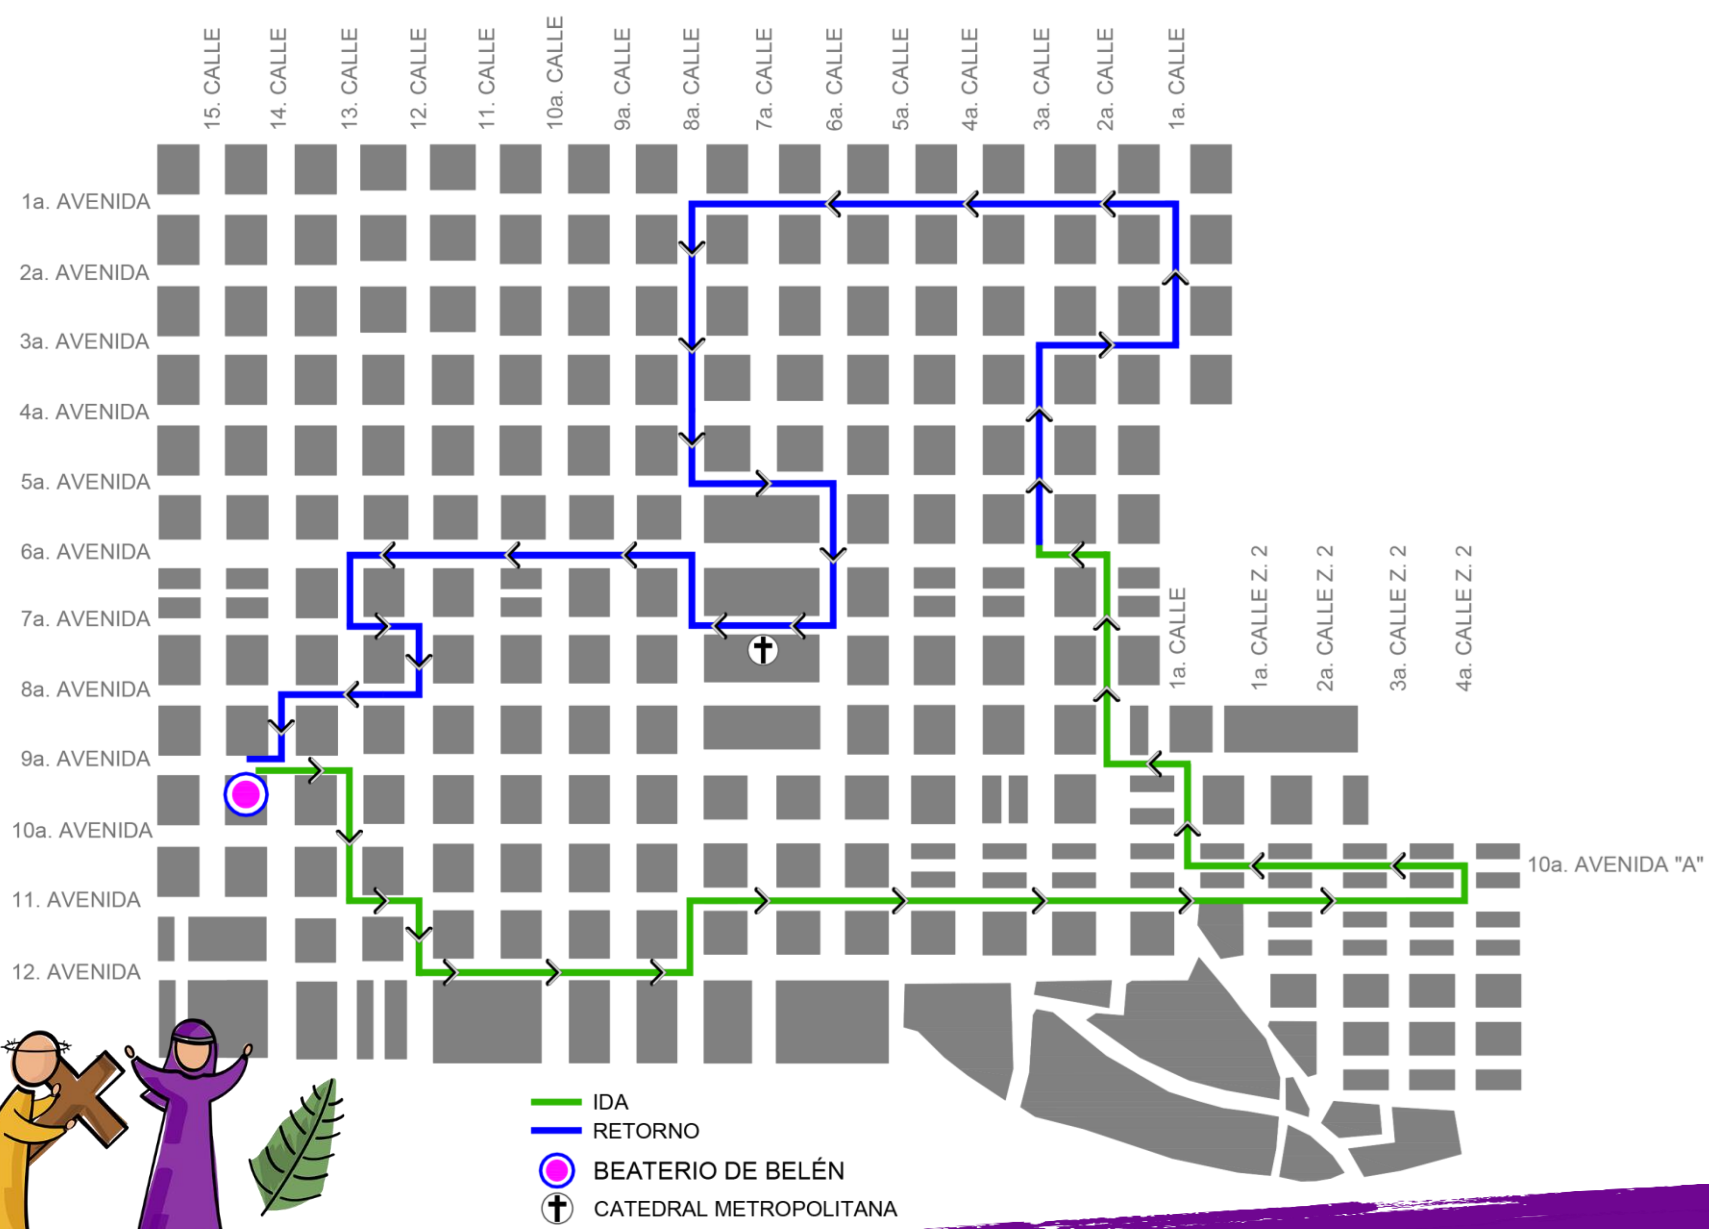 15. CALLE
14. CALLE
13. CALLE
12. CALLE
11. CALLE
10a. CALLE
9a. CALLE
8a. CALLE
7a. CALLE
6a. CALLE
5a. CALLE
4a. CALLE
3a. CALLE
2a. CALLE
1a. CALLE
1a. AVENIDA
2a. AVENIDA
3a. AVENIDA
4a. AVENIDA
5a. AVENIDA
6a. AVENIDA
7a. AVENIDA
8a. AVENIDA
9a. AVENIDA
10a. AVENIDA
11. AVENIDA
12. AVENIDA
1a. CALLE
1a. CALLE Z. 2
2a. CALLE Z. 2
3a. CALLE Z. 2
4a. CALLE Z. 2
10a. AVENIDA "A"
IDA
RETORNO
BEATERIO DE BELÉN
CATEDRAL METROPOLITANA